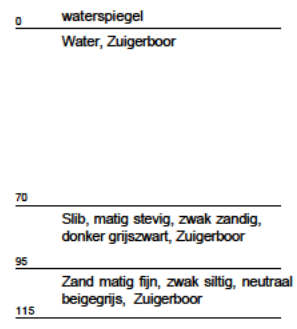 0 waterspiegel
Water, Zuigerboor
70
Slib, matig stevig, zwak zandig,
donker grijszwart, Zuigerboor
95
Zand matig fijn, zwak siltig, neutraal
beigegrijs, Zuigerboor
115